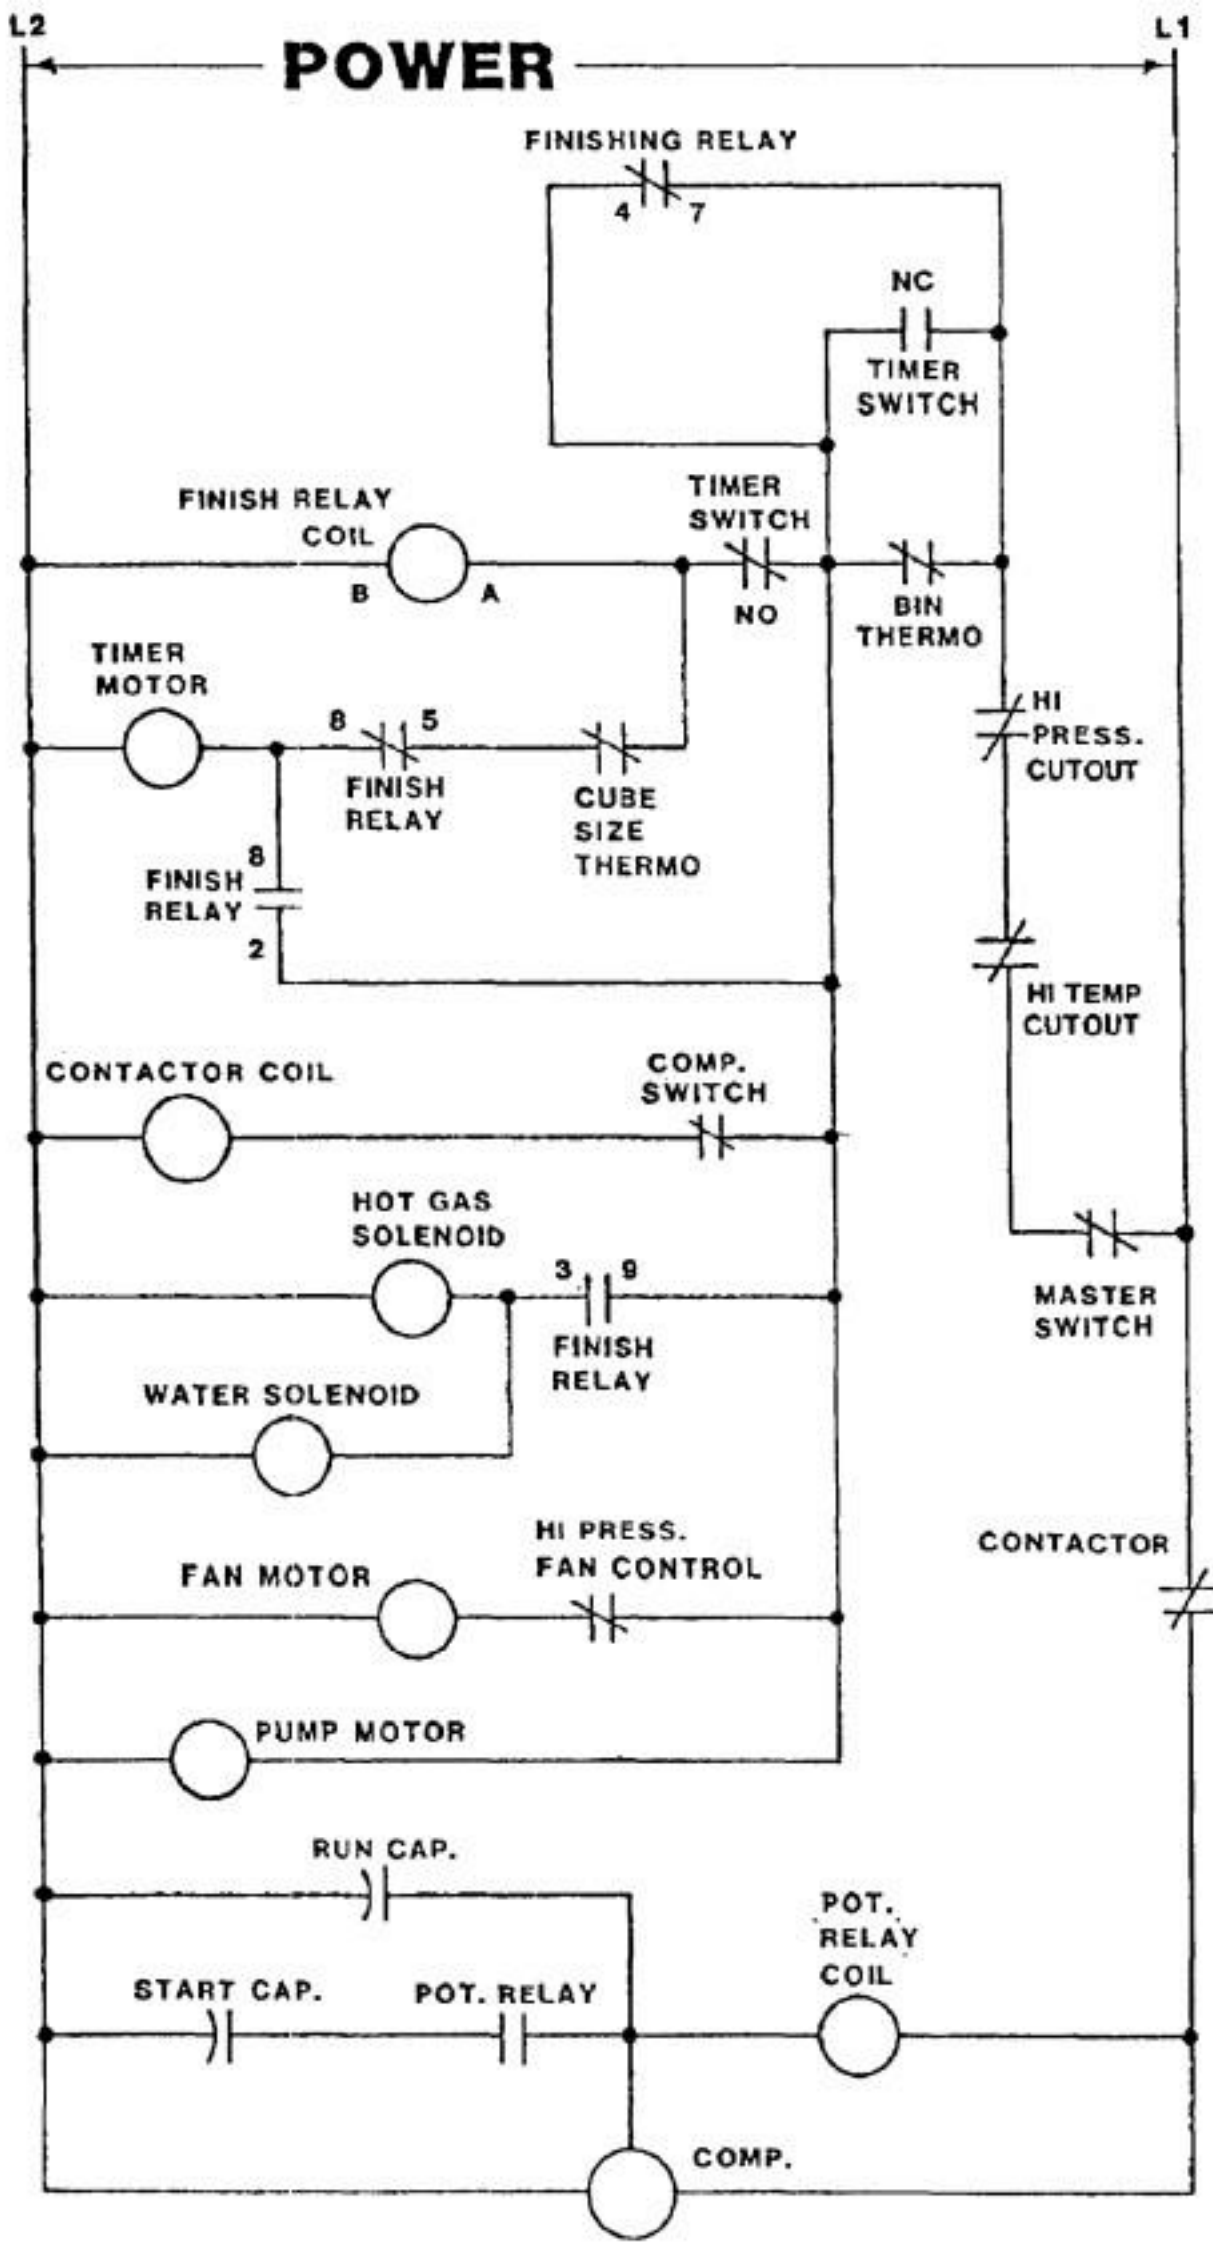 L2
L1
POWER
FINISHING RELAY
4 7
NC
TIMER
SWITCH
FINISH RELAY
COIL
B A
TIMER
SWITCH
NO
BIN
THERMO
TIMER
MOTOR
8 5
FINISH
RELAY
CUBE
SIZE
THERMO
HI
PRESS.
CUTOUT
8
FINISH
RELAY
2
HI TEMP
CUTOUT
CONTACTOR COIL
COMP.
SWITCH
HOT GAS
SOLENOID
3 9
FINISH
RELAY
MASTER
SWITCH
WATER SOLENOID
FAN MOTOR
HI PRESS.
FAN CONTROL
CONTACTOR
PUMP MOTOR
RUN CAP.
START CAP.
POT. RELAY
POT.
RELAY
COIL
COMP.